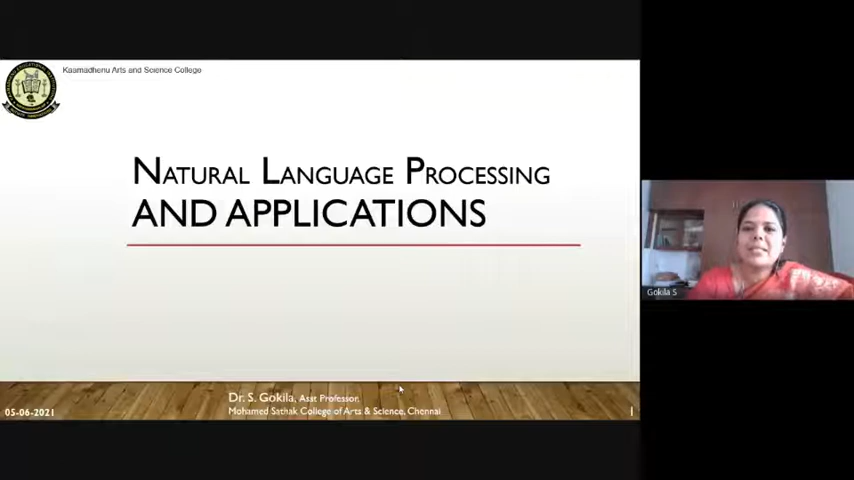 Kaamadhenu Arts and Science College
NATURAL LANGUAGE PROCESSING
AND APPLICATIONS
Gokila S
Dr. S. Gokila, Asst Professor,
Mohamed Sathak College of Arts & Science, Chennai
05-06-2021
1